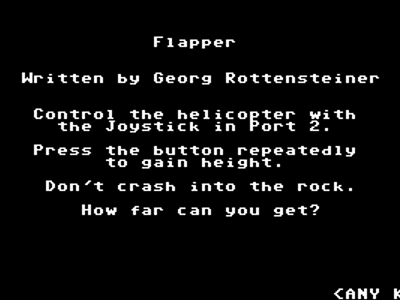 Flapper
Written by Georg Rottensteiner
Control the helicopter with
the Joystick in Port 2.
Press the button repeatedly
to gain height.
Don't crash into the rock.
How far can you get?
<ANY